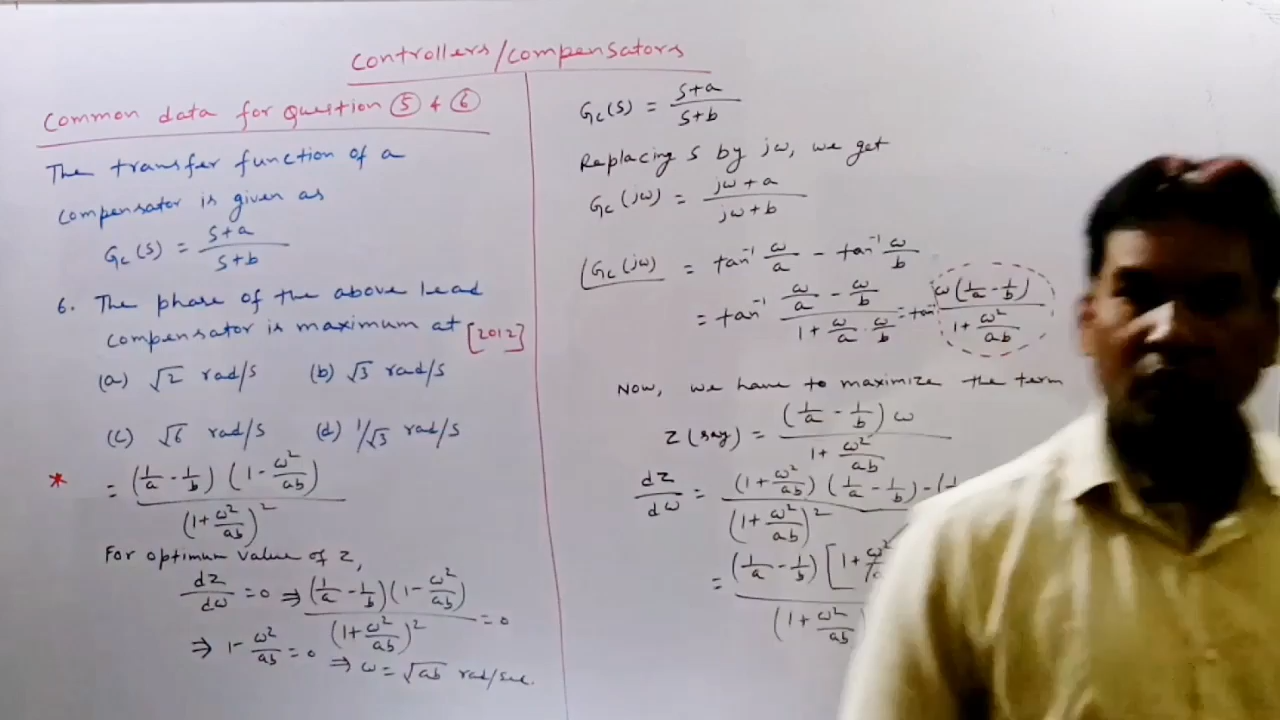 Controllers/Compensators
Common data for Question ⑤ & ⑥
The transfer function of a
compensator is given as
Gc(s) = (s+a)/(s+b)
6. The phase of the above lead
compensator is maximum at [2012]
(a) √2 rad/s (b) √3 rad/s
(c) √6 rad/s (d) 1/√3 rad/s
* = (1/a - 1/b) (1 - ω²/ab) / (1 + ω²/ab)²
For optimum value of z,
dz/dω = 0 ⇒ (1/a - 1/b)(1 - ω²/ab) / (1 + ω²/ab)² = 0
⇒ 1 - ω²/ab = 0 ⇒ ω = √ab rad/sec.
Gc(s) = (s+a)/(s+b)
Replacing s by jω, we get
Gc(jω) = (jω+a)/(jω+b)
∠Gc(jω) = tan⁻¹ ω/a - tan⁻¹ ω/b
= tan⁻¹ (ω/a - ω/b)/(1 + ω/a · ω/b) = tan⁻¹ ω(1/a - 1/b)/(1 + ω²/ab)
Now, we have to maximize the term
z (say) = (1/a - 1/b) ω / (1 + ω²/ab)
dz/dω = (1 + ω²/ab) (1/a - 1/b) - (1/ / (1 + ω²/ab)²
= (1/a - 1/b) [1 + ω²/a / (1 + ω²/ab)